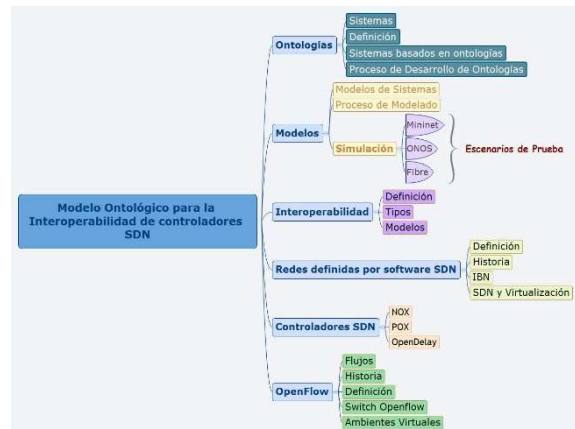 Modelo Ontológico para la
Interoperabilidad de controladores
SDN
Ontologías
Sistemas
Definición
Sistemas basados en ontologías
Proceso de Desarrollo de Ontologías
Modelos
Modelos de Sistemas
Proceso de Modelado
Simulación
Mininet
ONOS
Fibre
Escenarios de Prueba
Interoperabilidad
Definición
Tipos
Modelos
Redes definidas por software SDN
Definición
Historia
IBN
SDN y Virtualización
Controladores SDN
NOX
POX
OpenDelay
OpenFlow
Flujos
Historia
Definición
Switch Openflow
Ambientes Virtuales